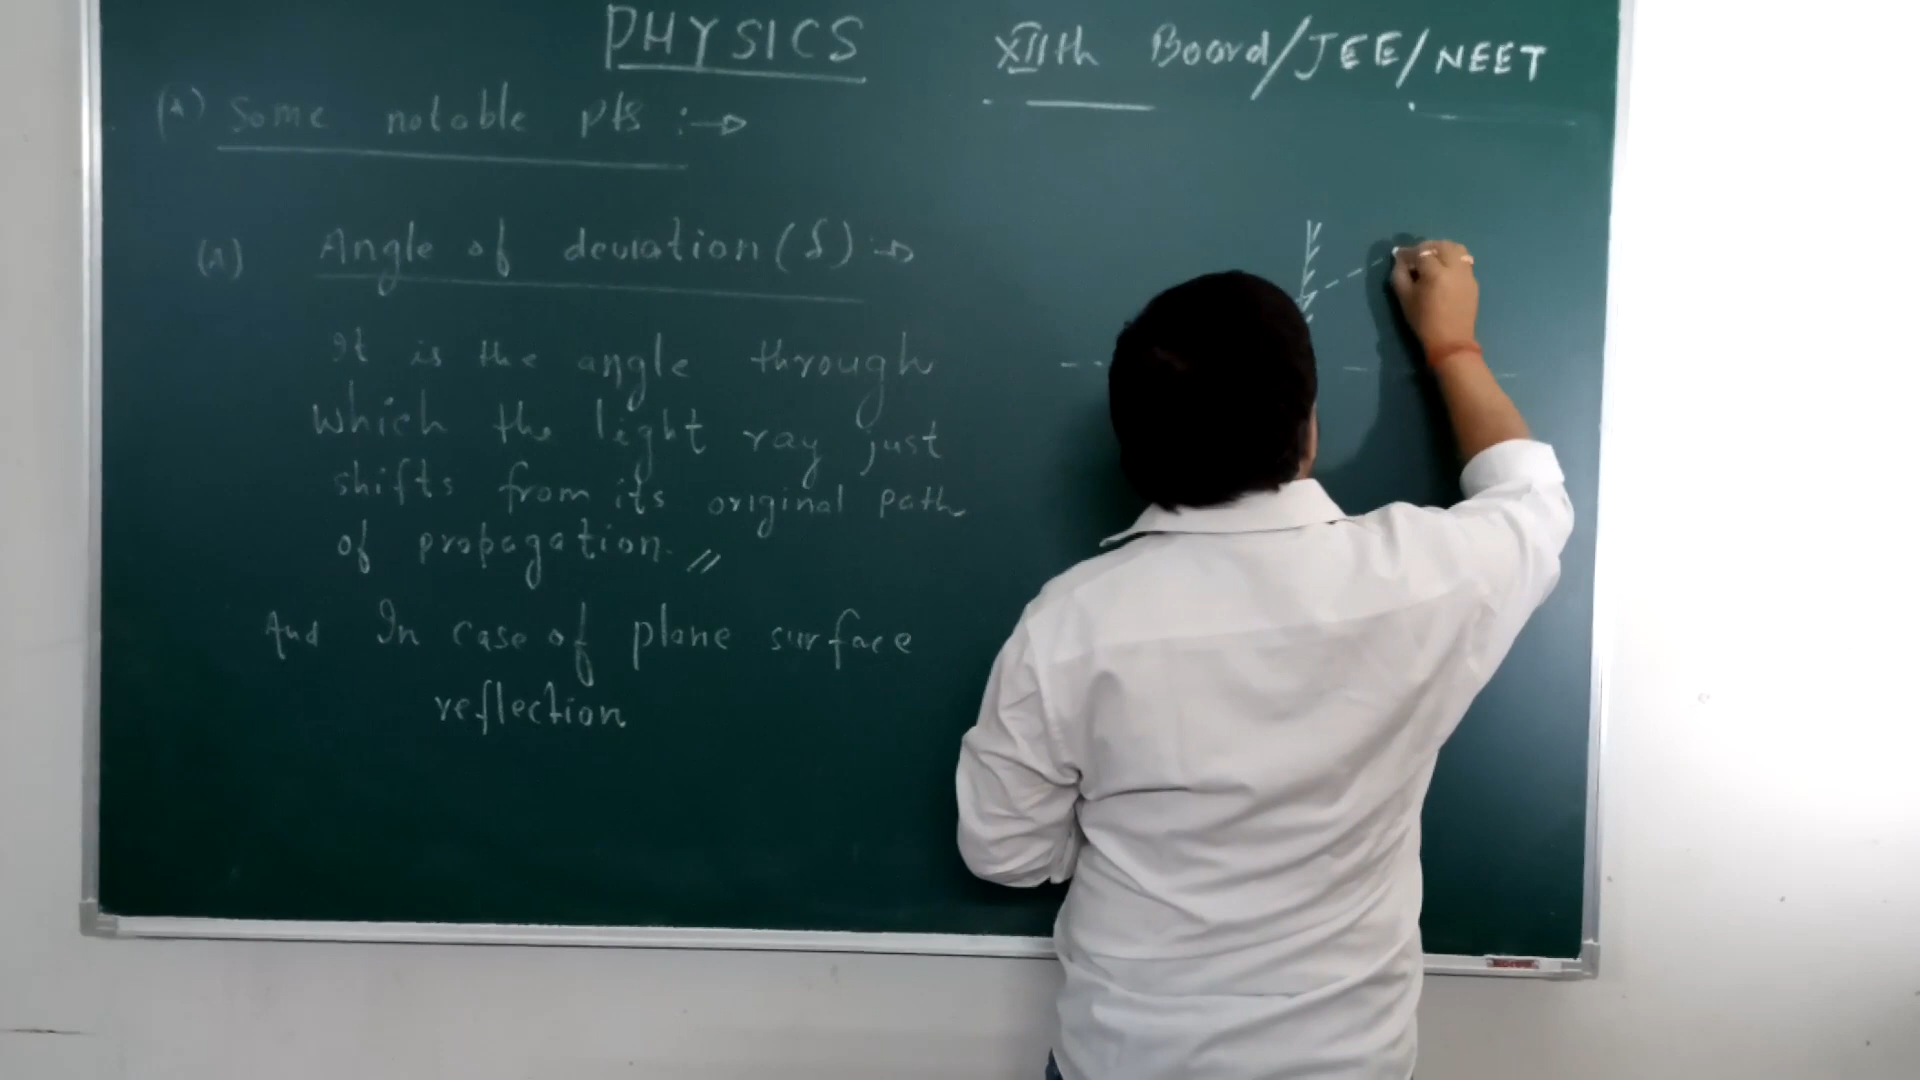 PHYSICS XIIth Board/JEE/NEET
(A) Some notable pts :→
(A) Angle of deviation (δ) :→
It is the angle through
which the light ray just
shifts from its original path
of propagation. //
And In case of plane surface
reflection